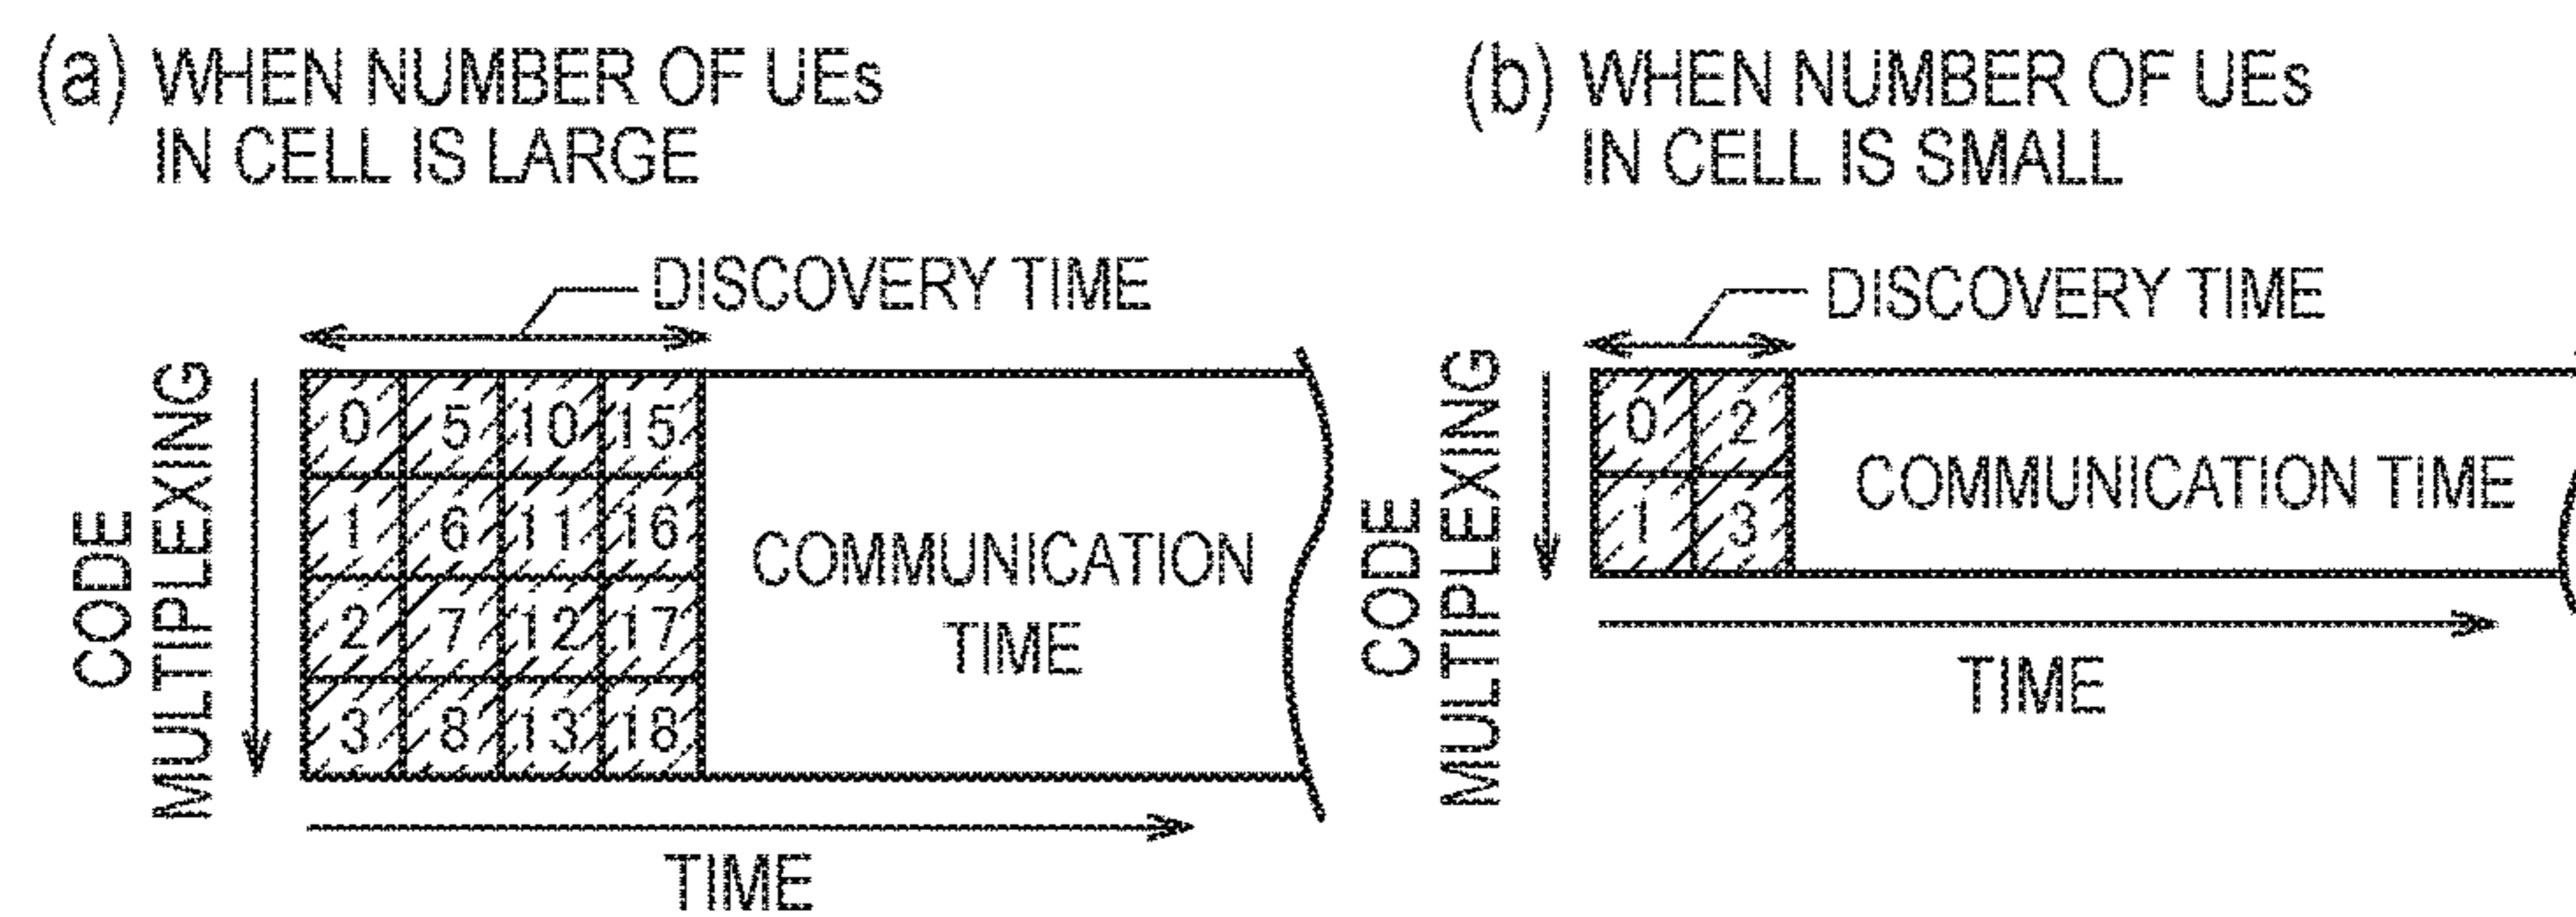 (a) WHEN NUMBER OF UEs
IN CELL IS LARGE
DISCOVERY TIME
CODE
MULTIPLEXING
0 5 10 15
1 6 11 16
2 7 12 17
3 8 13 18
COMMUNICATION
TIME
TIME
(b) WHEN NUMBER OF UEs
IN CELL IS SMALL
DISCOVERY TIME
CODE
MULTIPLEXING
0 2
1 3
COMMUNICATION TIME
TIME